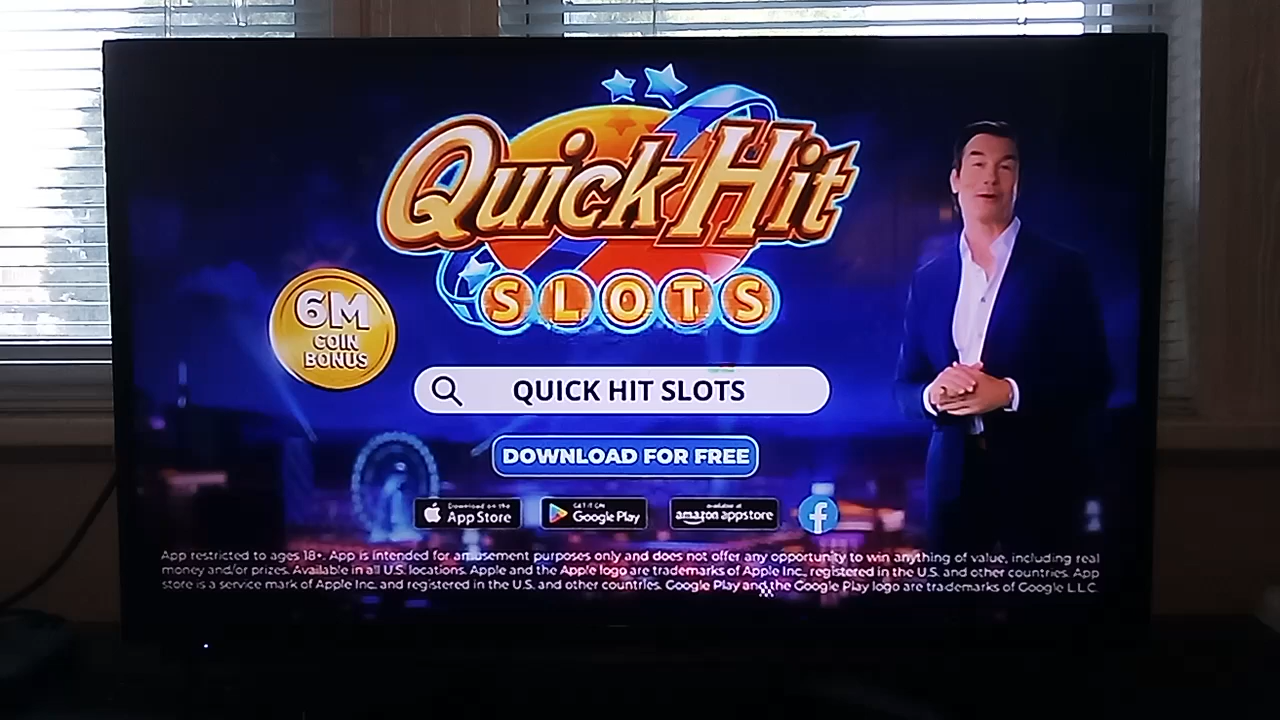 Quick Hit
SLOTS
6M
COIN
BONUS
QUICK HIT SLOTS
DOWNLOAD FOR FREE
Download on the
App Store
GET IT ON
Google Play
available at
amazon appstore
f
App restricted to ages 18+. App is intended for amusement purposes only and does not offer any opportunity to win anything of value, including real
money and/or prizes. Available in all U.S. locations. Apple and the Apple logo are trademarks of Apple Inc., registered in the U.S. and other countries. App
store is a service mark of Apple Inc. and registered in the U.S. and other countries. Google Play and the Google Play logo are trademarks of Google LLC.